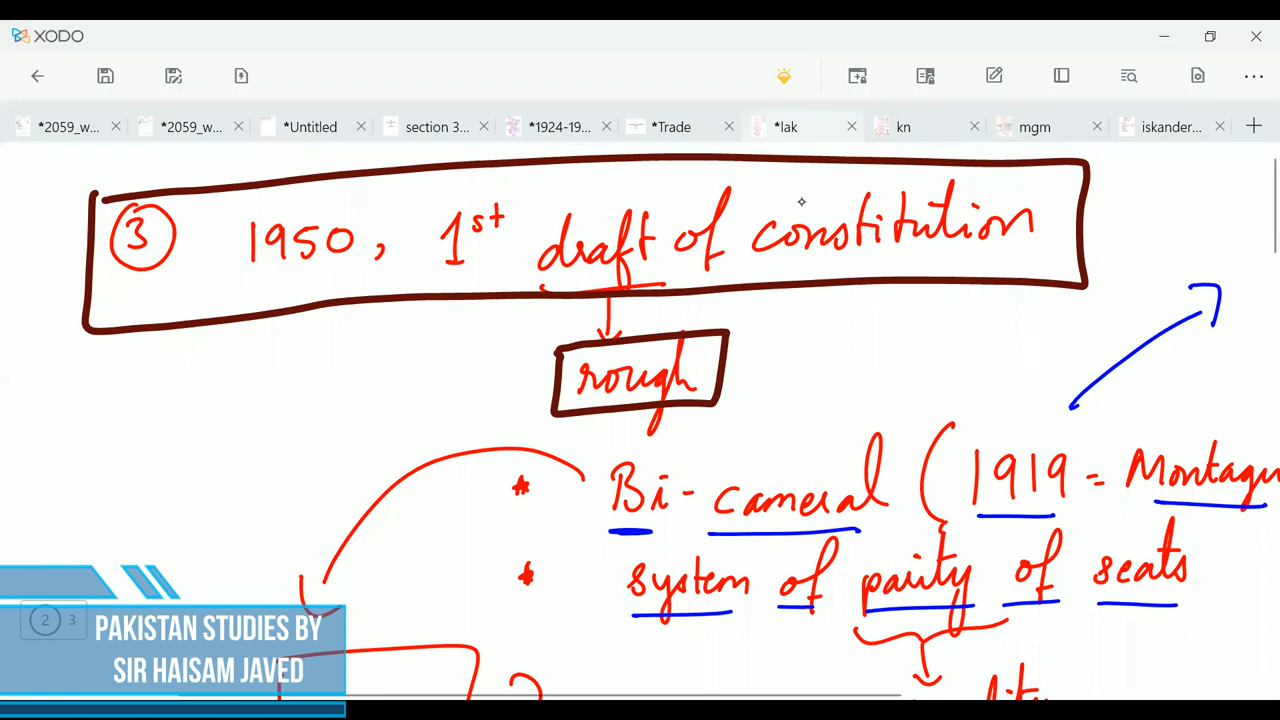 XODO
*2059_w...
*2059_w...
*Untitled
section 3...
*1924-19...
*Trade
*lak
kn
mgm
iskander...
3 1950, 1st draft of constitution
rough
* Bi-cameral (1919 = Montagu
* system of parity of seats
2 3
PAKISTAN STUDIES BY
SIR HAISAM JAVED